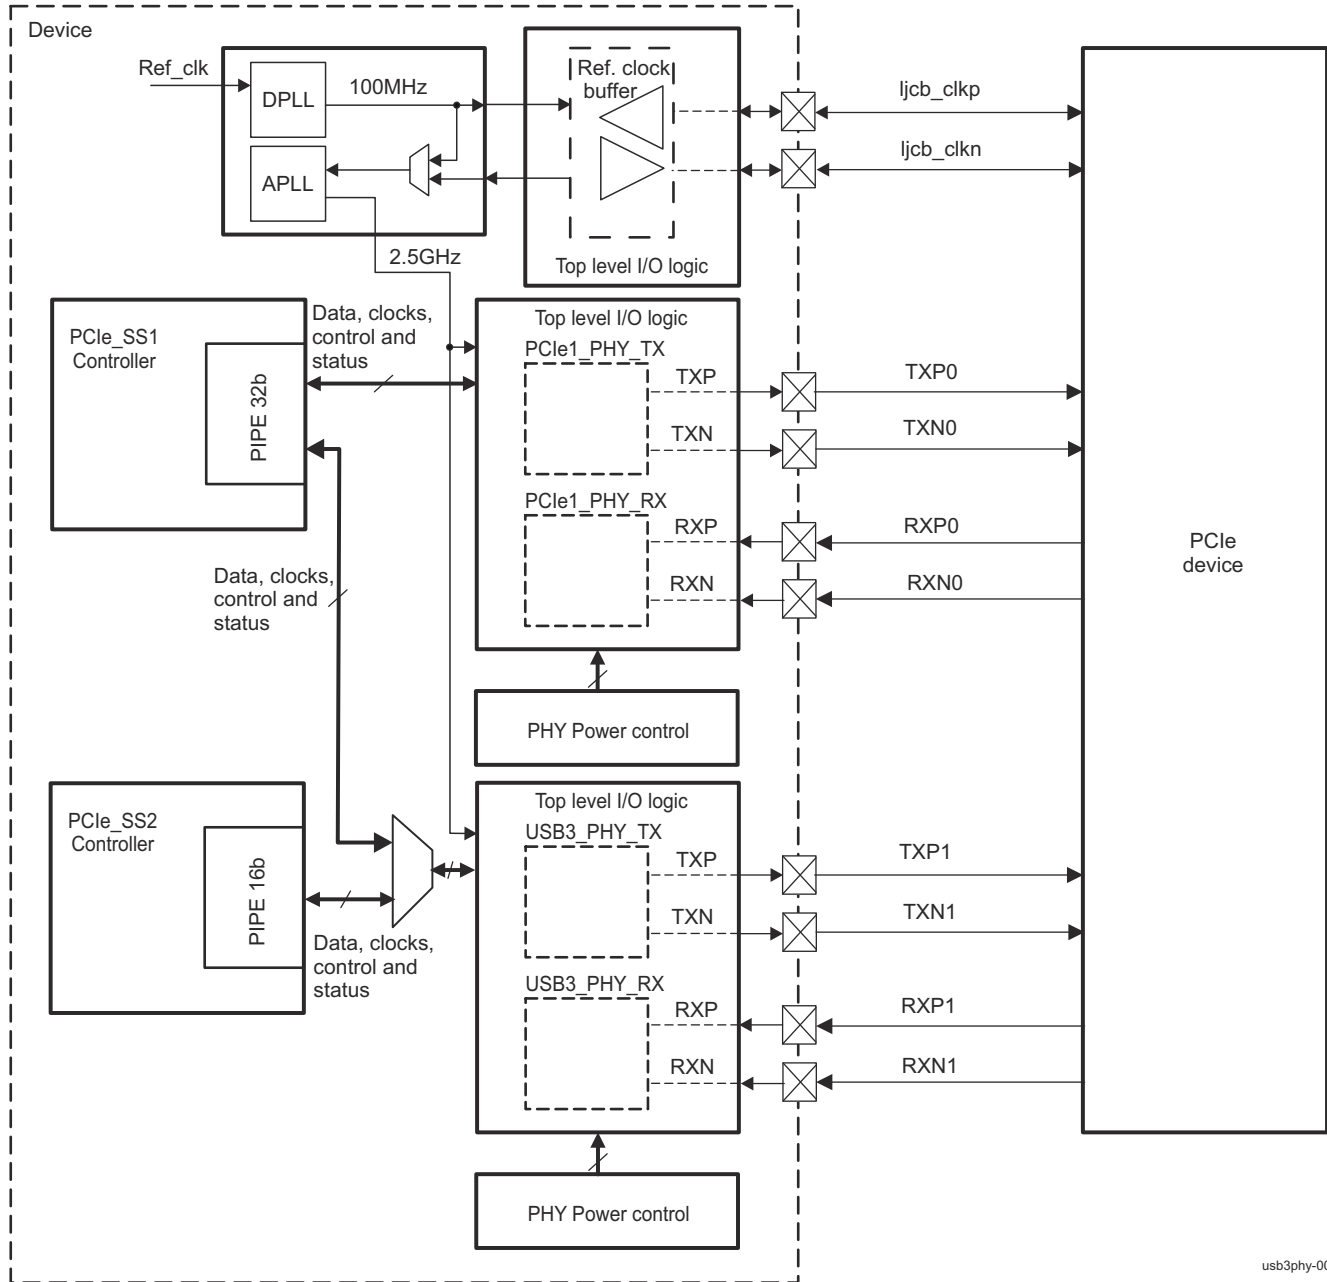 Device
Ref_clk
DPLL
100MHz
APLL
2.5GHz
Ref. clock
buffer
Top level I/O logic
ljcb_clkp
ljcb_clkn
PCIe_SS1
Controller
PIPE 32b
Data, clocks,
control and
status
Top level I/O logic
PCIe1_PHY_TX
TXP
TXN
PCIe1_PHY_RX
RXP
RXN
TXP0
TXN0
RXP0
RXN0
PCIe
device
Data, clocks,
control and
status
PHY Power control
PCIe_SS2
Controller
PIPE 16b
Data, clocks,
control and
status
Top level I/O logic
USB3_PHY_TX
TXP
TXN
USB3_PHY_RX
RXP
RXN
TXP1
TXN1
RXP1
RXN1
PHY Power control
usb3phy-00